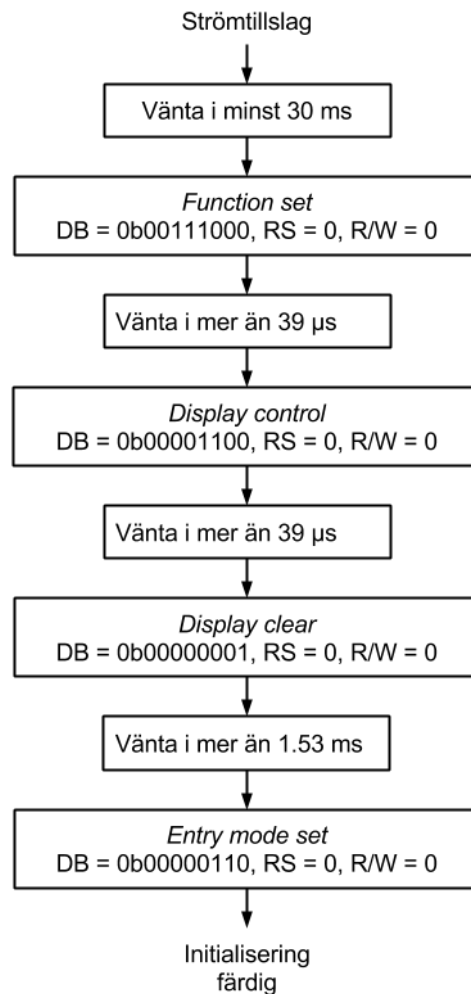 Strömtillslag
Vänta i minst 30 ms
Function set
DB = 0b00111000, RS = 0, R/W = 0
Vänta i mer än 39 µs
Display control
DB = 0b00001100, RS = 0, R/W = 0
Vänta i mer än 39 µs
Display clear
DB = 0b00000001, RS = 0, R/W = 0
Vänta i mer än 1.53 ms
Entry mode set
DB = 0b00000110, RS = 0, R/W = 0
Initialisering
färdig